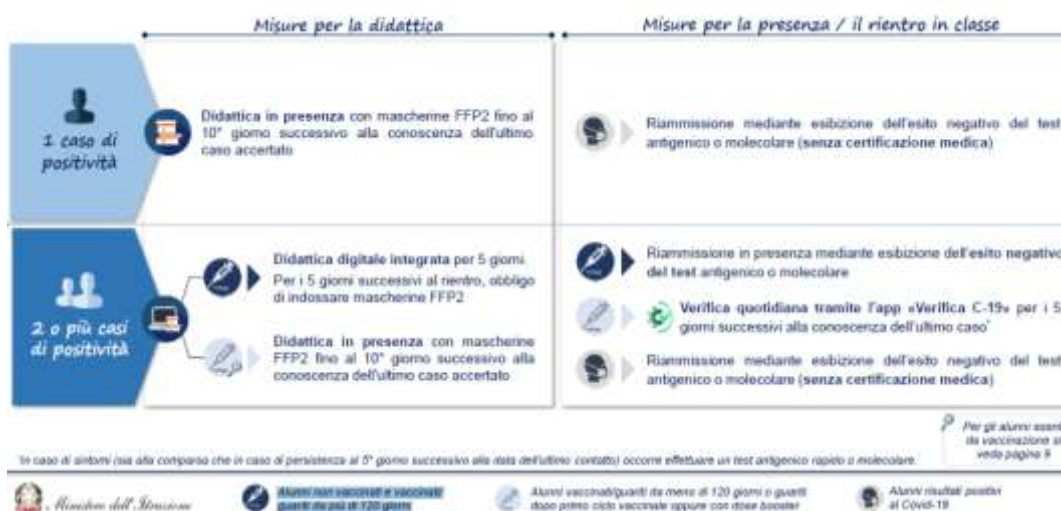 Misure per la didattica
Misure per la presenza / il rientro in classe
1 caso di
positività
Didattica in presenza con mascherine FFP2 fino al
10° giorno successivo alla conoscenza dell'ultimo
caso accertato
Riammissione mediante esibizione dell'esito negativo del test
antigenico o molecolare (senza certificazione medica)
2 o più casi
di positività
Didattica digitale integrata per 5 giorni
Per i 5 giorni successivi al rientro, obbligo
di indossare mascherine FFP2
Didattica in presenza con mascherine
FFP2 fino al 10° giorno successivo alla
conoscenza dell'ultimo caso accertato
Riammissione in presenza mediante esibizione dell'esito negativo
del test antigenico o molecolare
Verifica quotidiana tramite l'app «Verifica C-19» per i 5
giorni successivi alla conoscenza dell'ultimo caso*
Riammissione mediante esibizione dell'esito negativo del test
antigenico o molecolare (senza certificazione medica)
Per gli alunni esenti
da vaccinazione si
veda pagina 9
*In caso di sintomi (sia alla comparsa che in caso di persistenza al 5° giorno successivo alla data dell'ultimo contatto) occorre effettuare un test antigenico rapido o molecolare.
Ministero dell'Istruzione
Alunni non vaccinati e vaccinati/
guariti da più di 120 giorni
Alunni vaccinati/guariti da meno di 120 giorni o guariti
dopo primo ciclo vaccinale oppure con dose booster
Alunni risultati positivi
al Covid-19